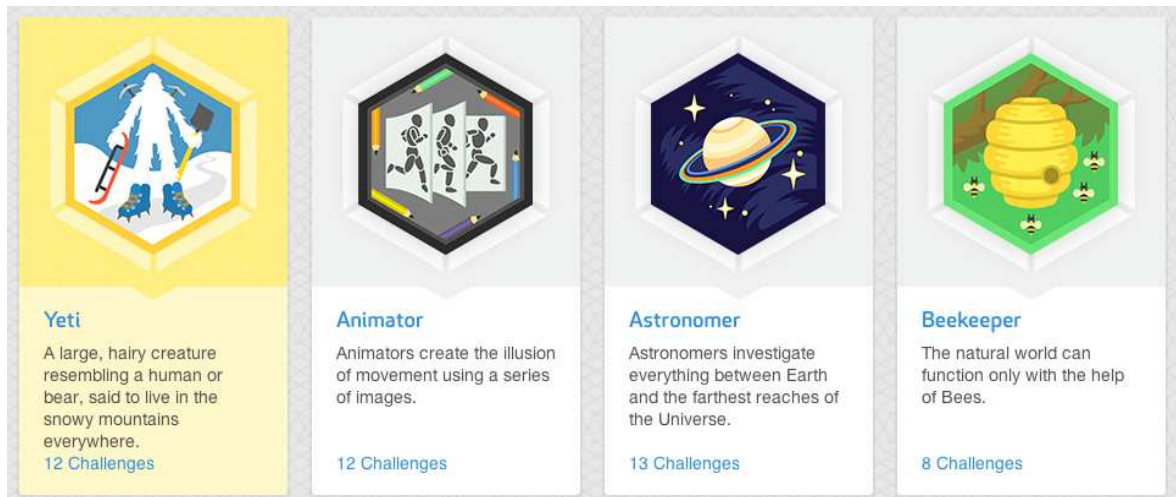 Yeti
A large, hairy creature
resembling a human or
bear, said to live in the
snowy mountains
everywhere.
12 Challenges
Animator
Animators create the illusion
of movement using a series
of images.
12 Challenges
Astronomer
Astronomers investigate
everything between Earth
and the farthest reaches of
the Universe.
13 Challenges
Beekeeper
The natural world can
function only with the help
of Bees.
8 Challenges